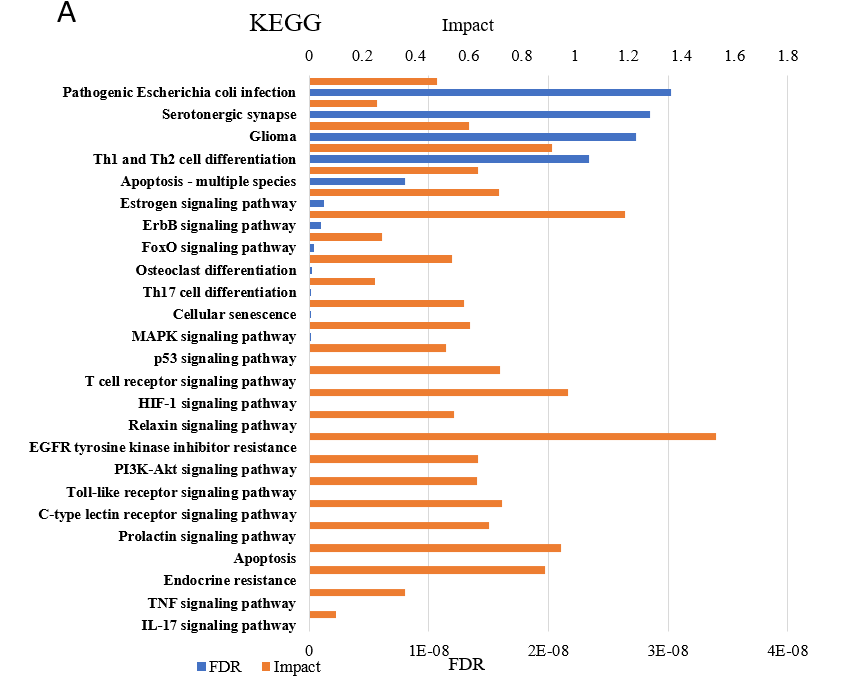 A
KEGG
Impact
0 0.2 0.4 0.6 0.8 1 1.2 1.4 1.6 1.8
Pathogenic Escherichia coli infection
Serotonergic synapse
Glioma
Th1 and Th2 cell differentiation
Apoptosis - multiple species
Estrogen signaling pathway
ErbB signaling pathway
FoxO signaling pathway
Osteoclast differentiation
Th17 cell differentiation
Cellular senescence
MAPK signaling pathway
p53 signaling pathway
T cell receptor signaling pathway
HIF-1 signaling pathway
Relaxin signaling pathway
EGFR tyrosine kinase inhibitor resistance
PI3K-Akt signaling pathway
Toll-like receptor signaling pathway
C-type lectin receptor signaling pathway
Prolactin signaling pathway
Apoptosis
Endocrine resistance
TNF signaling pathway
IL-17 signaling pathway
0 1E-08 2E-08 3E-08 4E-08
FDR
FDR Impact